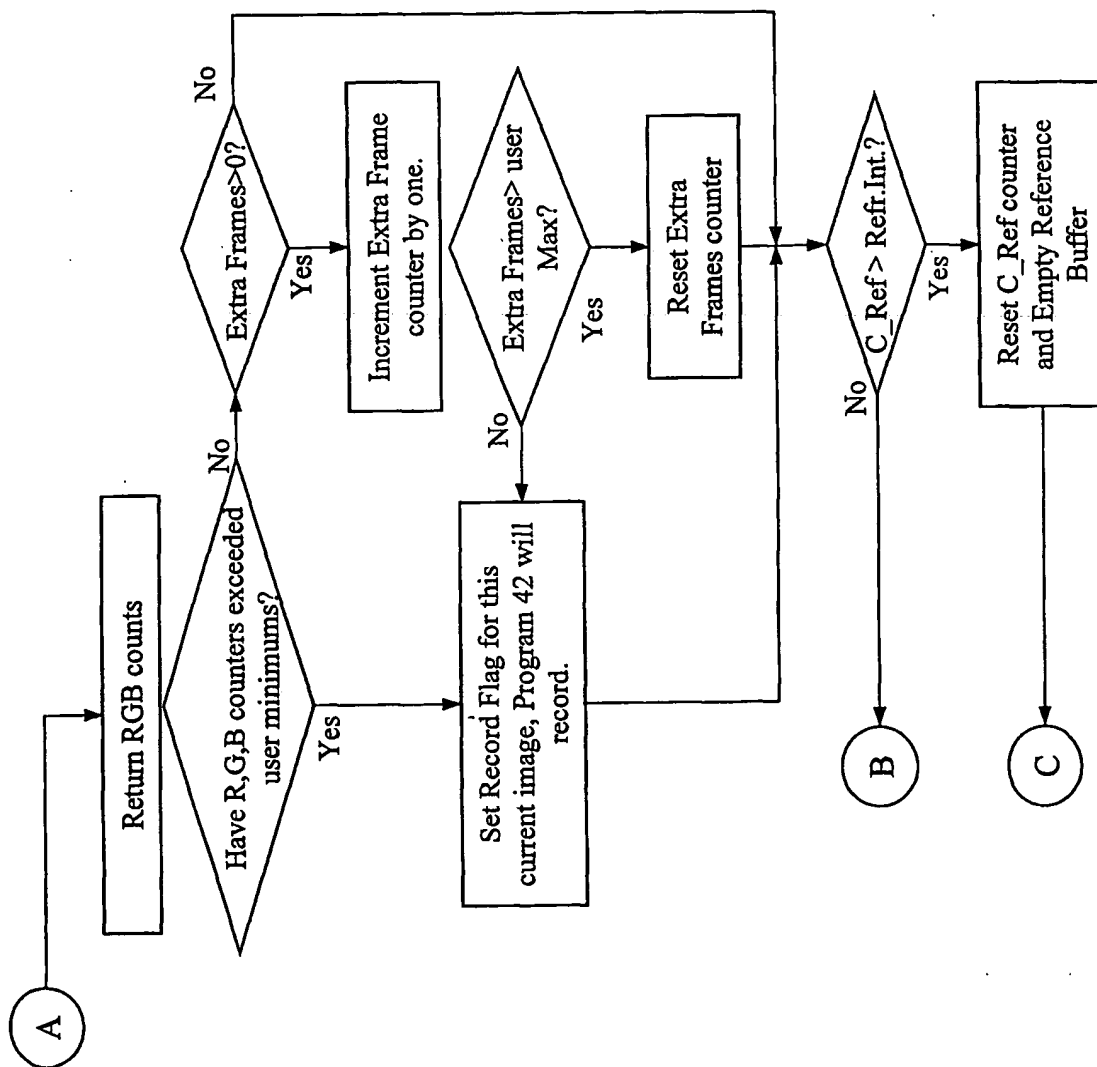 A
Return RGB counts
Have R,G,B counters exceeded
user minimums?
No
Yes
Extra Frames>0?
No
Yes
Increment Extra Frame
counter by one.
Extra Frames> user
Max?
No
Yes
Set Record Flag for this
current image, Program 42 will
record.
Reset Extra
Frames counter
C_Ref > Refr.Int.?
No
Yes
B
Reset C_Ref counter
and Empty Reference
Buffer
C